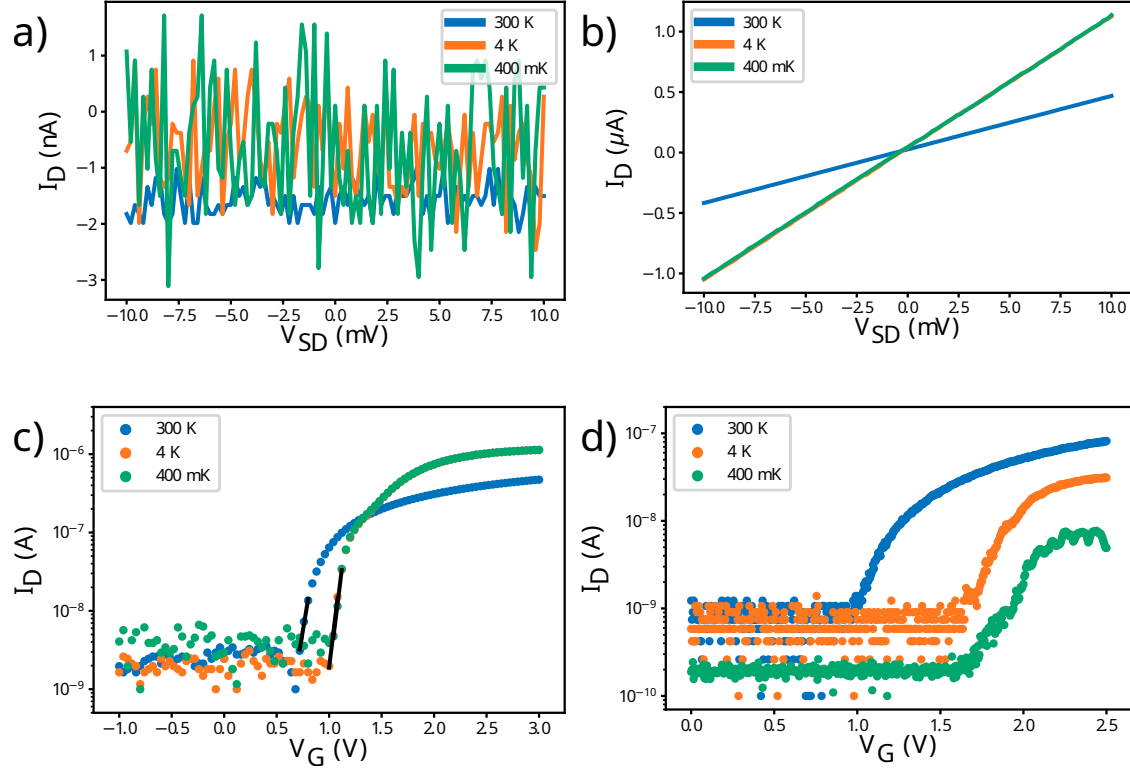 a)
300 K
4 K
400 mK
I_D (nA)
1
0
−1
−2
−3
−10.0 −7.5 −5.0 −2.5 0.0 2.5 5.0 7.5 10.0
V_SD (mV)
b)
300 K
4 K
400 mK
I_D (μA)
1.0
0.5
0.0
−0.5
−1.0
−10.0 −7.5 −5.0 −2.5 0.0 2.5 5.0 7.5 10.0
V_SD (mV)
c)
300 K
4 K
400 mK
I_D (A)
10⁻⁶
10⁻⁷
10⁻⁸
10⁻⁹
−1.0 −0.5 0.0 0.5 1.0 1.5 2.0 2.5 3.0
V_G (V)
d)
300 K
4 K
400 mK
I_D (A)
10⁻⁷
10⁻⁸
10⁻⁹
10⁻¹⁰
0.0 0.5 1.0 1.5 2.0 2.5
V_G (V)